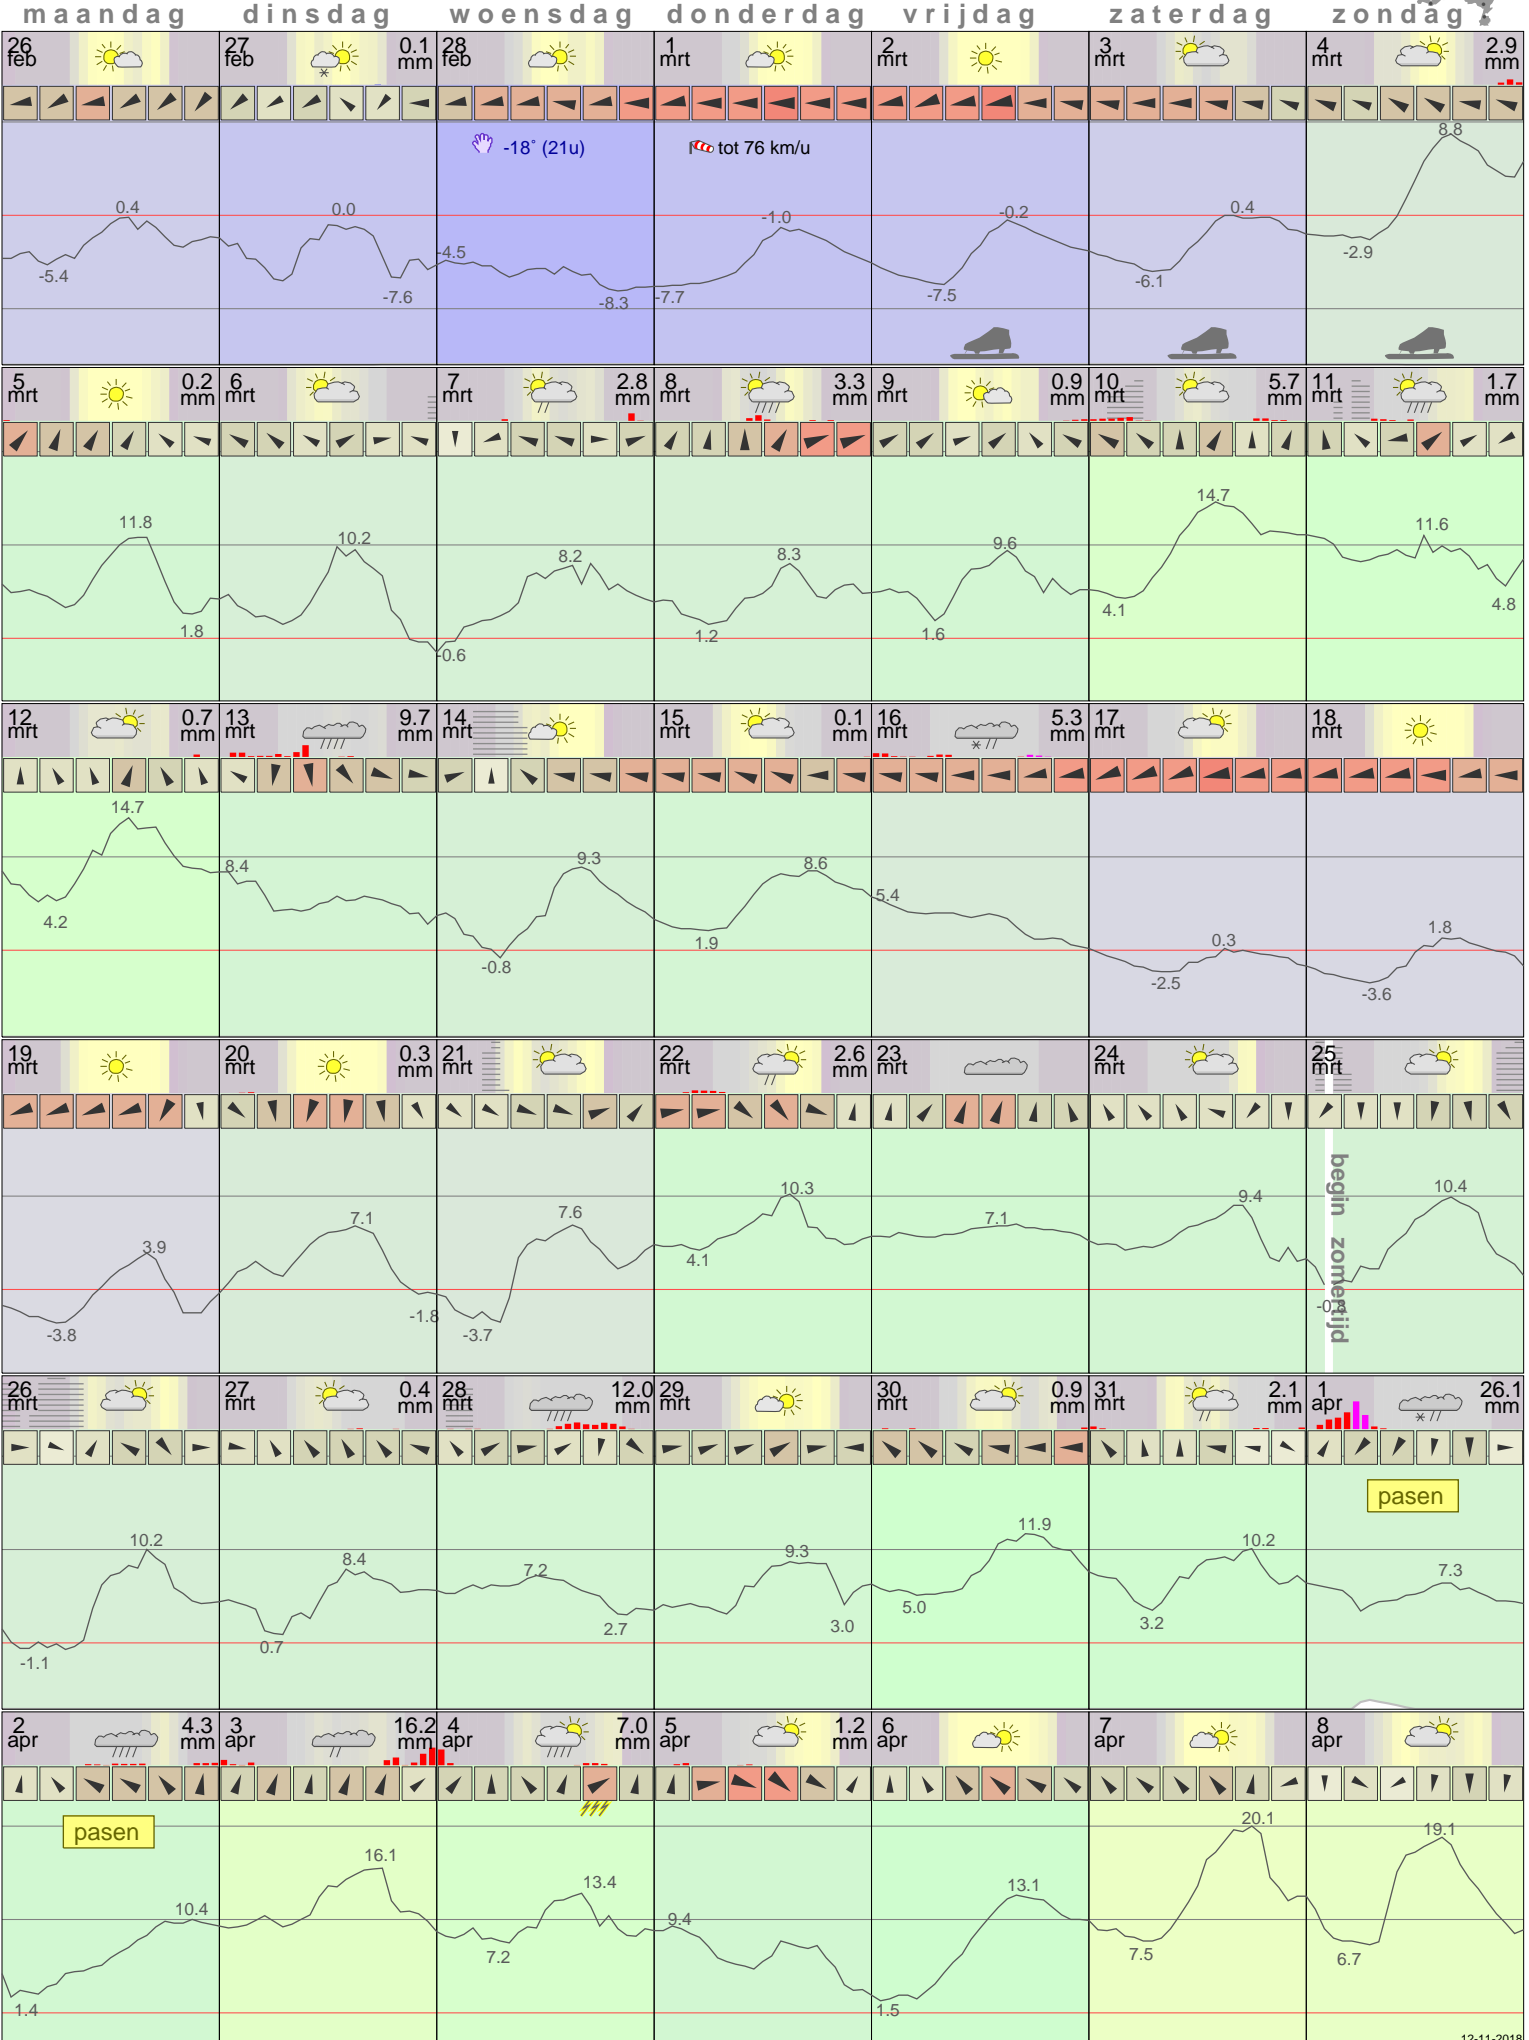 maandag dinsdag woensdag donderdag vrijdag zaterdag zondag
26 27 0.1 28 1 2 3 4 2.9
feb feb mm feb mrt mrt mrt mrt mm
-18° (21u) tot 76 km/u
8.8
0.4 0.0 -1.0 -0.2 0.4
-5.4 -7.6 -4.5 -8.3 -7.7 -7.5 -6.1 -2.9
5 0.2 6 7 2.8 8 3.3 9 0.9 10 5.7 11 1.7
mrt mm mrt mrt mm mrt mm mrt mm mrt mm mrt mm
11.8 10.2 8.2 8.3 9.6 14.7 11.6
1.8 -0.6 1.2 1.6 4.1 4.8
12 0.7 13 9.7 14 15 0.1 16 5.3 17 18
mrt mm mrt mm mrt mrt mm mrt mm mrt mrt
14.7 8.4 9.3 8.6 5.4 0.3 1.8
4.2 -0.8 1.9 -2.5 -3.6
19 20 0.3 21 22 2.6 23 24 25
mrt mrt mm mrt mrt mm mrt mrt mrt
begin zomertijd
3.9 7.1 7.6 10.3 7.1 9.4 10.4
-3.8 -1.8 -3.7 4.1 -0.8
26 27 0.4 28 12.0 29 30 0.9 31 2.1 1 26.1
mrt mrt mm mrt mm mrt mrt mm mrt mm apr mm
pasen
10.2 8.4 7.2 9.3 11.9 10.2 7.3
-1.1 0.7 2.7 3.0 5.0 3.2
2 4.3 3 16.2 4 7.0 5 1.2 6 7 8
apr mm apr mm apr mm apr mm apr apr apr
pasen
10.4 16.1 13.4 9.4 13.1 20.1 19.1
1.4 7.2 1.5 7.5 6.7
12-11-2018